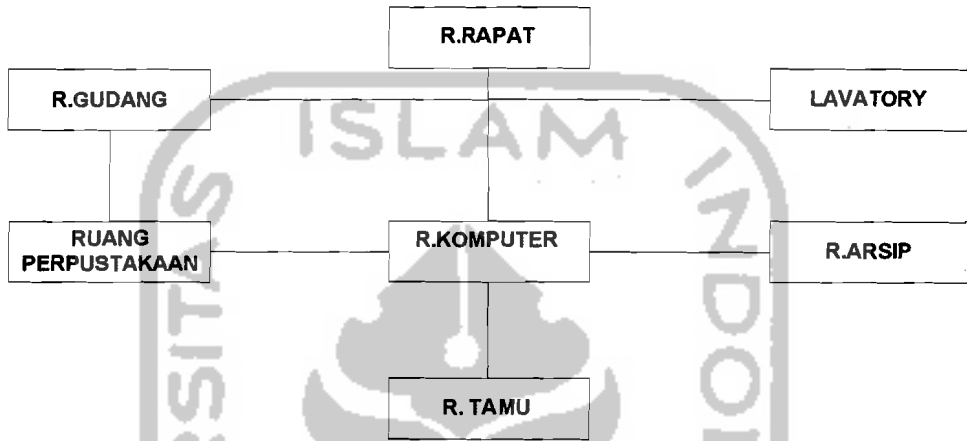 R.RAPAT
R.GUDANG
LAVATORY
ISLAM
RUANG
PERPUSTAKAAN
R.KOMPUTER
R.ARSIP
R. TAMU